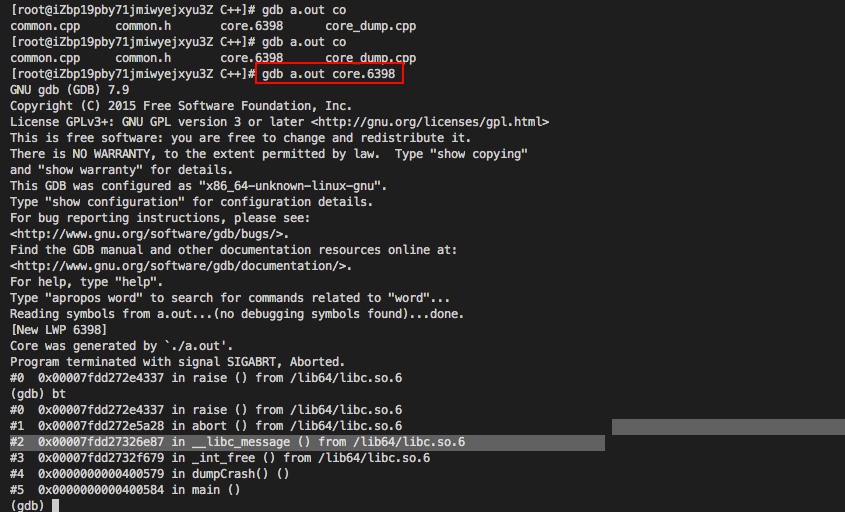 [root@iZbp19pby71jmiwyejxyu3Z C++]# gdb a.out co
common.cpp     common.h       core.6398      core_dump.cpp
[root@iZbp19pby71jmiwyejxyu3Z C++]# gdb a.out co
common.cpp     common.h       core.6398      core_dump.cpp
[root@iZbp19pby71jmiwyejxyu3Z C++]# gdb a.out core.6398
GNU gdb (GDB) 7.9
Copyright (C) 2015 Free Software Foundation, Inc.
License GPLv3+: GNU GPL version 3 or later <http://gnu.org/licenses/gpl.html>
This is free software: you are free to change and redistribute it.
There is NO WARRANTY, to the extent permitted by law.  Type "show copying"
and "show warranty" for details.
This GDB was configured as "x86_64-unknown-linux-gnu".
Type "show configuration" for configuration details.
For bug reporting instructions, please see:
<http://www.gnu.org/software/gdb/bugs/>.
Find the GDB manual and other documentation resources online at:
<http://www.gnu.org/software/gdb/documentation/>.
For help, type "help".
Type "apropos word" to search for commands related to "word"...
Reading symbols from a.out...(no debugging symbols found)...done.
[New LWP 6398]
Core was generated by `./a.out'.
Program terminated with signal SIGABRT, Aborted.
#0  0x00007fdd272e4337 in raise () from /lib64/libc.so.6
(gdb) bt
#0  0x00007fdd272e4337 in raise () from /lib64/libc.so.6
#1  0x00007fdd272e5a28 in abort () from /lib64/libc.so.6
#2  0x00007fdd27326e87 in __libc_message () from /lib64/libc.so.6
#3  0x00007fdd2732f679 in _int_free () from /lib64/libc.so.6
#4  0x0000000000400579 in dumpCrash() ()
#5  0x0000000000400584 in main ()
(gdb)